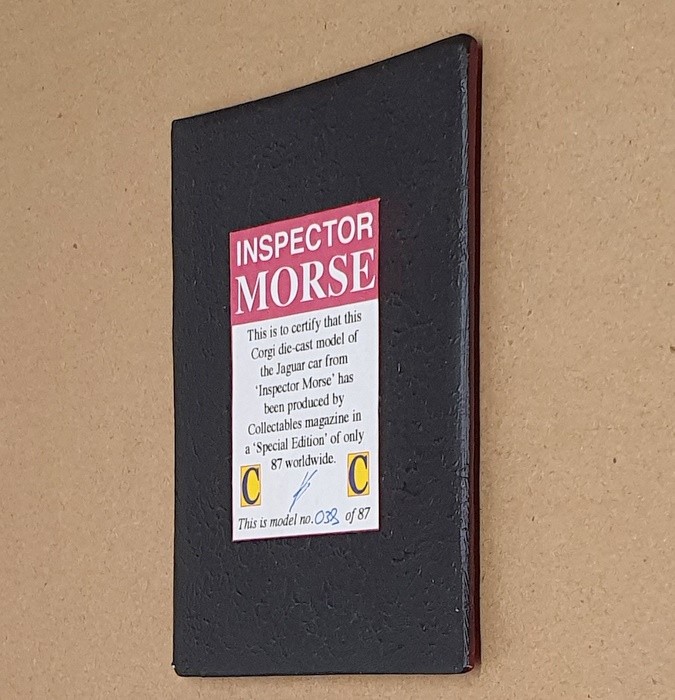 INSPECTOR
MORSE
This is to certify that this
Corgi die-cast model of
the Jaguar car from
'Inspector Morse' has
been produced by
Collectables magazine in
a 'Special Edition' of only
87 worldwide.
C C
This is model no. 038 of 87